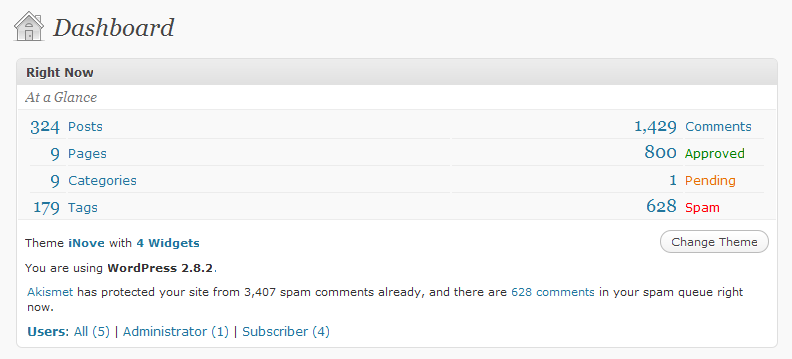 Dashboard
Right Now
At a Glance
324 Posts 1,429 Comments
9 Pages 800 Approved
9 Categories 1 Pending
179 Tags 628 Spam
Theme iNove with 4 Widgets Change Theme
You are using WordPress 2.8.2.
Akismet has protected your site from 3,407 spam comments already, and there are 628 comments in your spam queue right
now.
Users: All (5) | Administrator (1) | Subscriber (4)